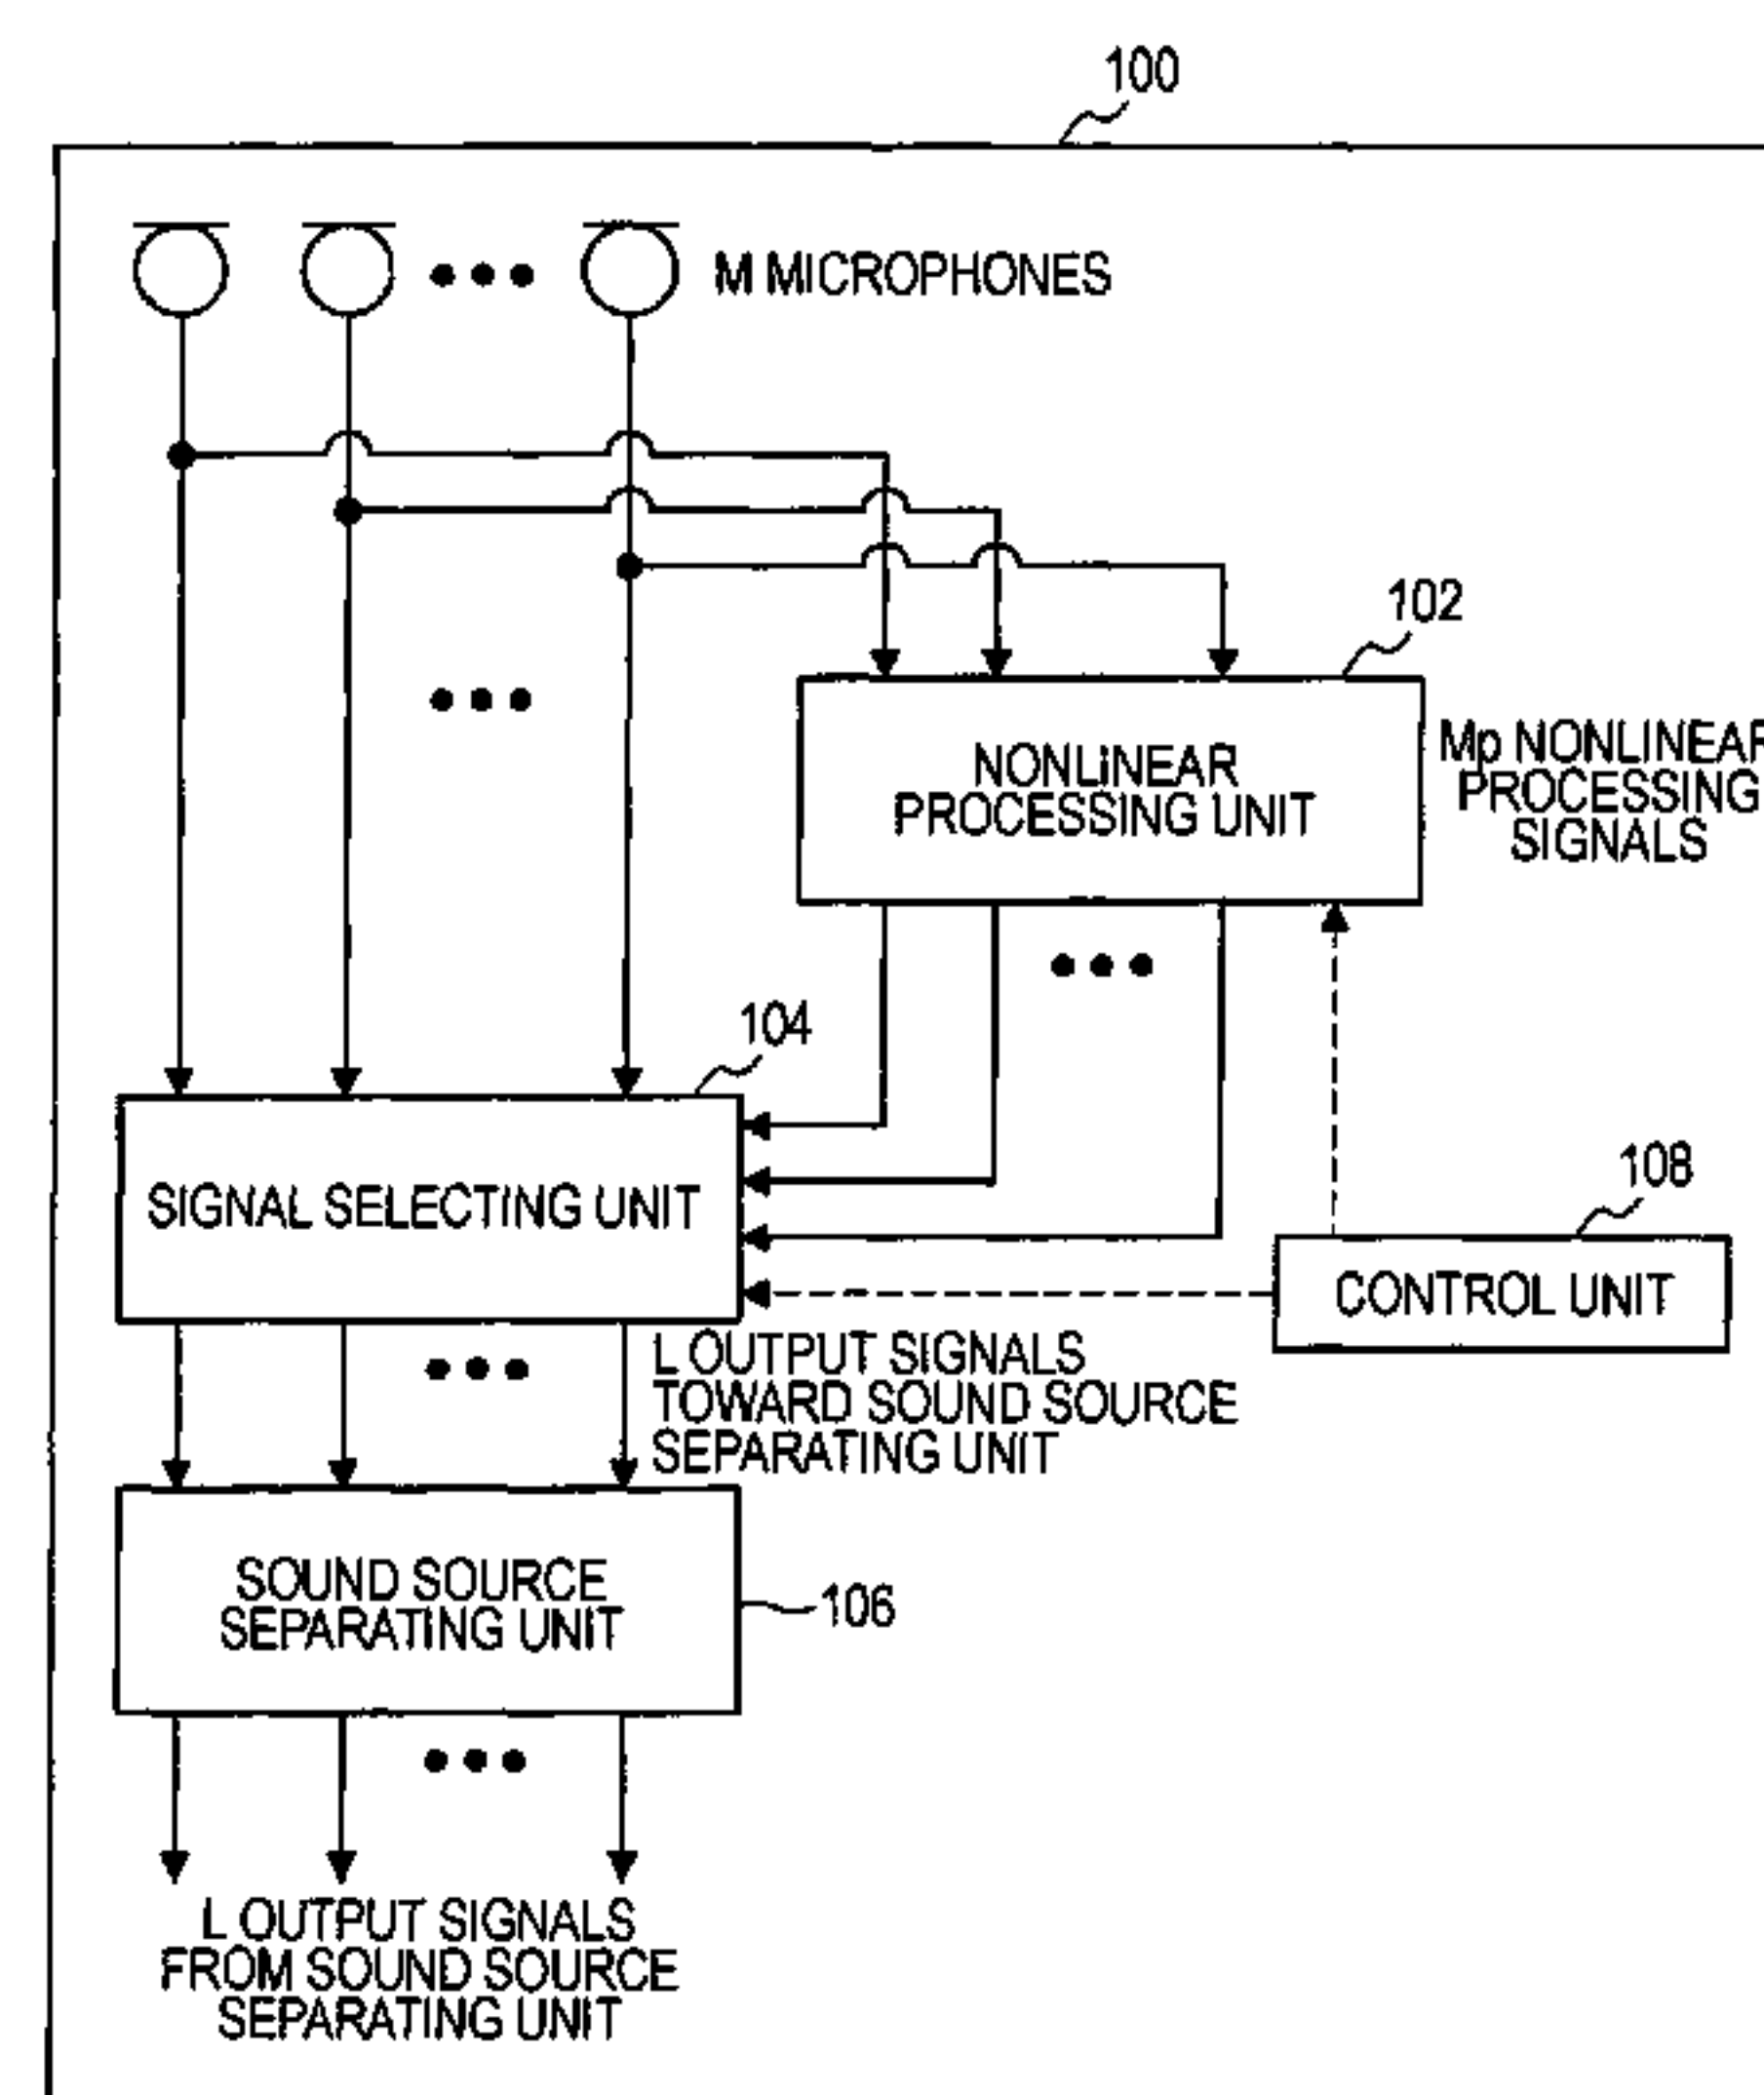 100
M MICROPHONES
102
NONLINEAR
PROCESSING UNIT
Mp NONLINEAR
PROCESSING
SIGNALS
104
SIGNAL SELECTING UNIT
108
CONTROL UNIT
L OUTPUT SIGNALS
TOWARD SOUND SOURCE
SEPARATING UNIT
SOUND SOURCE
SEPARATING UNIT
106
L OUTPUT SIGNALS
FROM SOUND SOURCE
SEPARATING UNIT